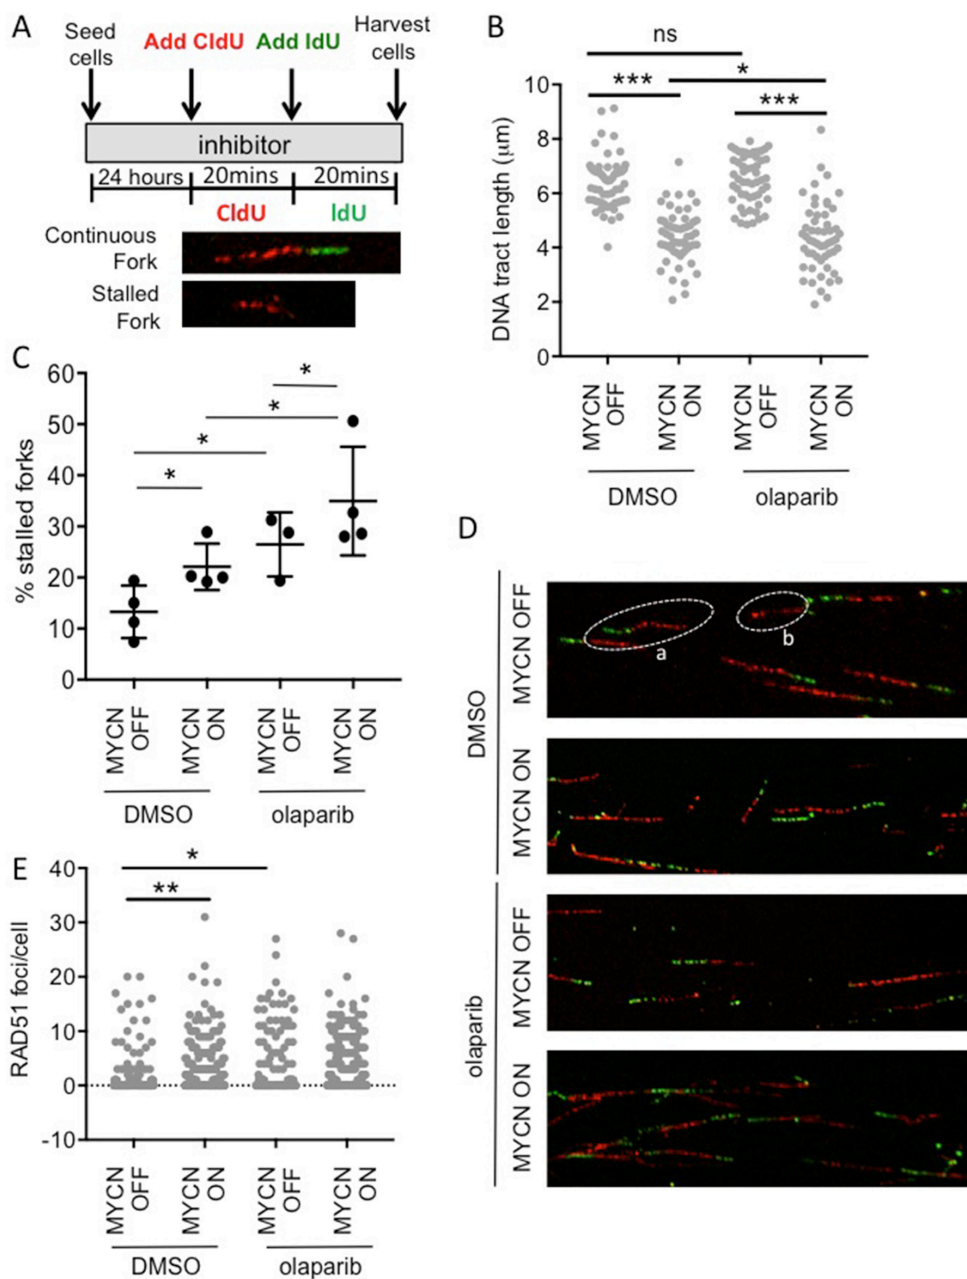 A
Seed
cells
Add CldU
Add IdU
Harvest
cells
inhibitor
24 hours
20mins
20mins
CldU
IdU
Continuous
Fork
Stalled
Fork
B
ns
***
*
***
DNA tract length (μm)
10
8
6
4
2
0
MYCN
OFF
MYCN
ON
MYCN
OFF
MYCN
ON
DMSO
olaparib
C
% stalled forks
60
50
40
30
20
10
0
*
*
*
*
MYCN
OFF
MYCN
ON
MYCN
OFF
MYCN
ON
DMSO
olaparib
D
DMSO
MYCN OFF
a
b
MYCN ON
olaparib
MYCN OFF
MYCN ON
E
RAD51 foci/cell
40
30
20
10
0
-10
*
**
MYCN
OFF
MYCN
ON
MYCN
OFF
MYCN
ON
DMSO
olaparib